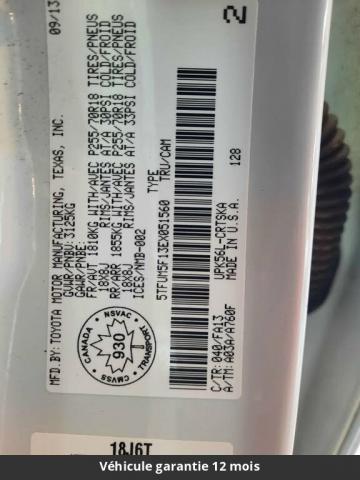 MFD.BY:TOYOTA MOTOR MANUFACTURING, TEXAS, INC. 09/13
GVWR/PNBV: 3125KG
FR/AVT 1810KG WITH/AVEC P255/70R18 TIRES/PNEUS
18X8J RIMS/JANTES AT/A 30PSI COLD/FROID
RR/ARR 1855KG WITH/AVEC P255/70R18 TIRES/PNEUS
18X8J RIMS/JANTES AT/A 33PSI COLD/FROID
ICES/NMB-002
NSVAC
CANADA
930
TRANSPORT
CMVSS
5TFUM5F13EX051560 TYPE
TRU/CAM
2
C/TR: 040/FA13 UPK56L-CRTSKA 128
A/TM: A03A/A760F MADE IN U.S.A.
18J6T
Véhicule garantie 12 mois